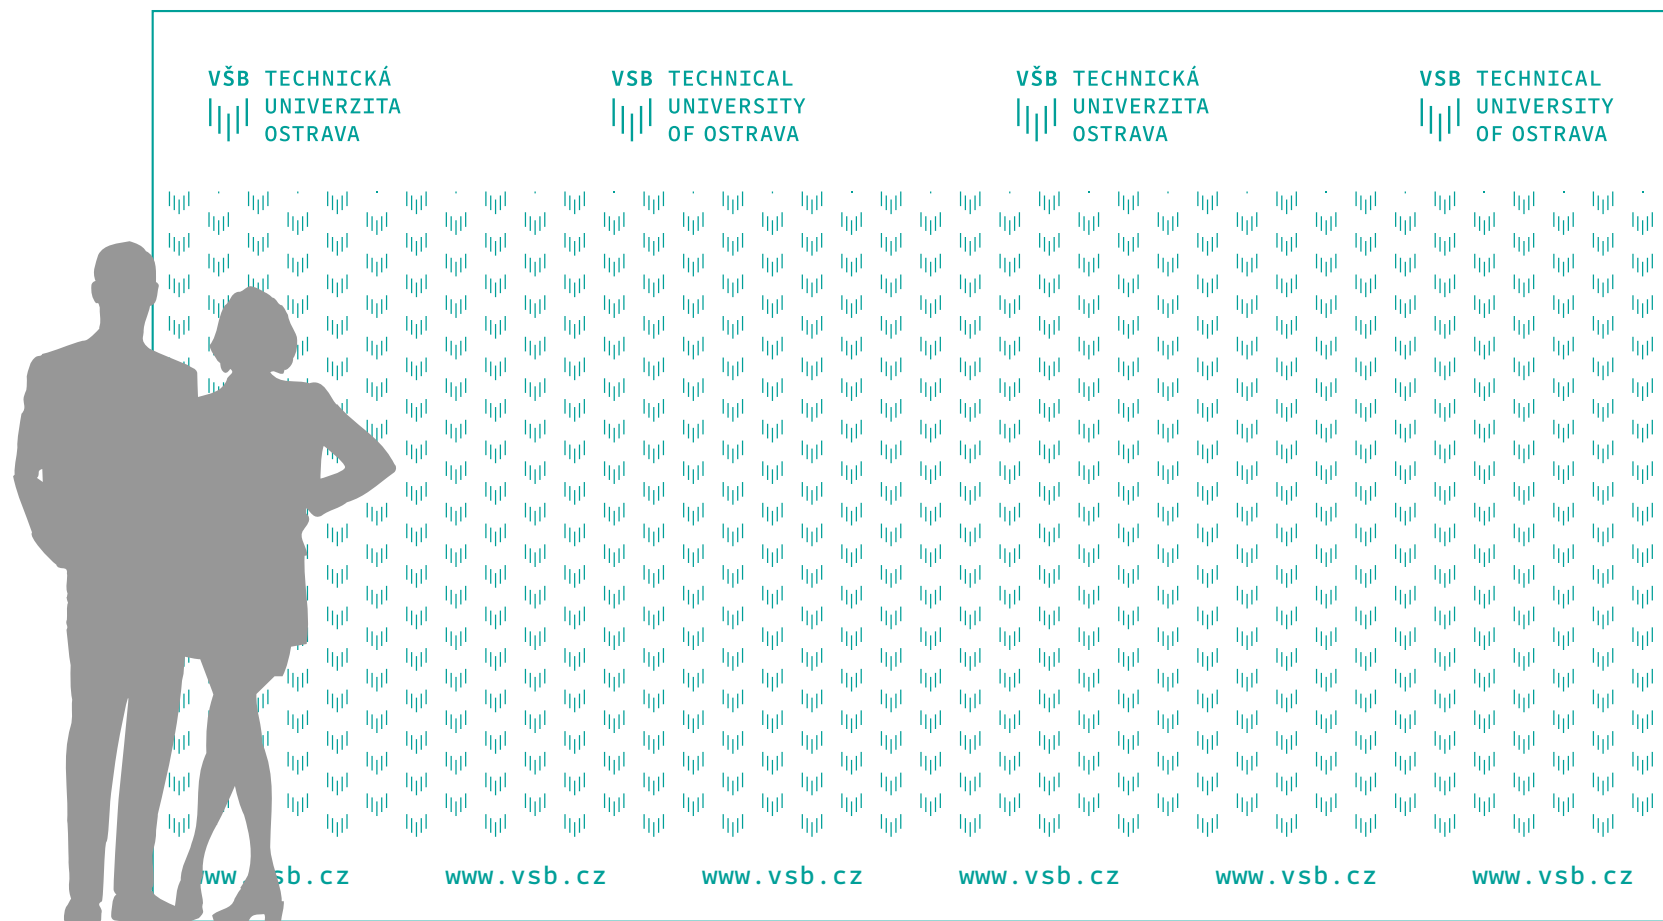 VŠB TECHNICKÁ
UNIVERZITA
OSTRAVA
VSB TECHNICAL
UNIVERSITY
OF OSTRAVA
VŠB TECHNICKÁ
UNIVERZITA
OSTRAVA
VSB TECHNICAL
UNIVERSITY
OF OSTRAVA
www.vsb.cz
www.vsb.cz
www.vsb.cz
www.vsb.cz
www.vsb.cz